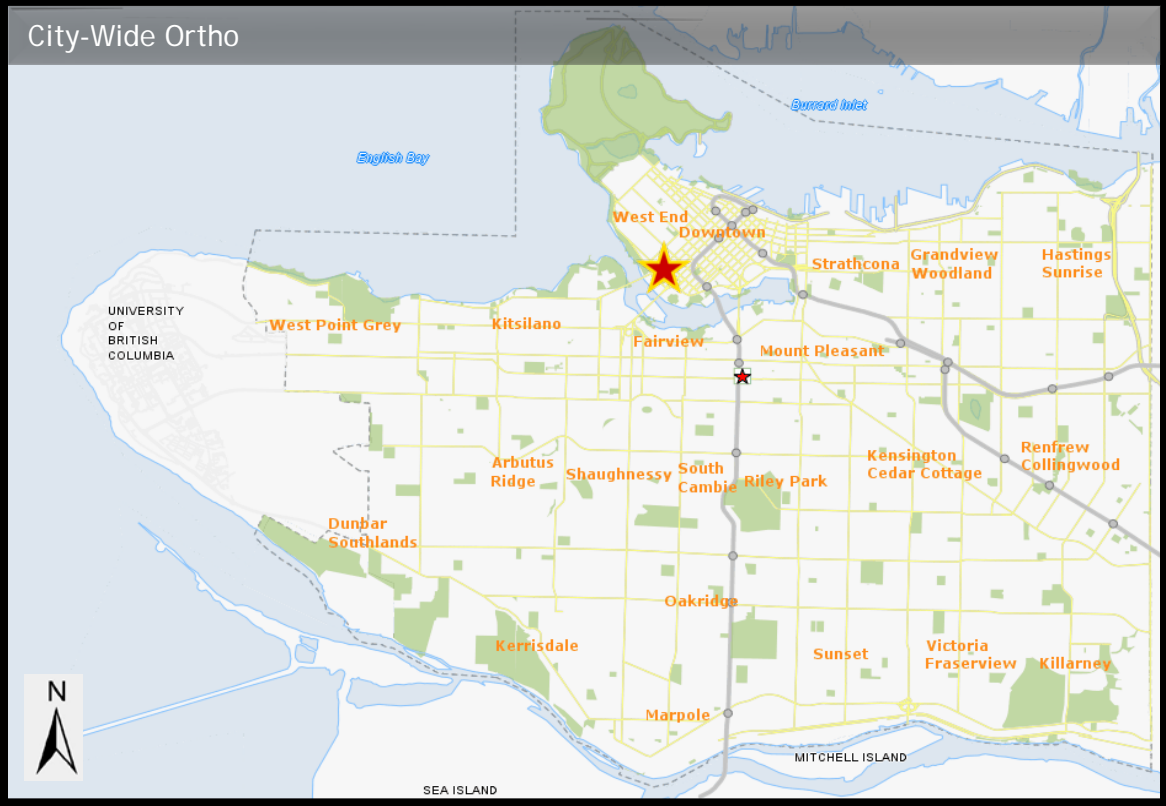 City-Wide Ortho
Burrard Inlet
English Bay
West End
Downtown
Strathcona
Grandview
Woodland
Hastings
Sunrise
UNIVERSITY
OF
BRITISH
COLUMBIA
West Point Grey
Kitsilano
Fairview
Mount Pleasant
Arbutus
Ridge
Shaughnessy
South
Cambie
Riley Park
Kensington
Cedar Cottage
Renfrew
Collingwood
Dunbar
Southlands
Oakridge
Kerrisdale
Sunset
Victoria
Fraserview
Killarney
N
Marpole
MITCHELL ISLAND
SEA ISLAND